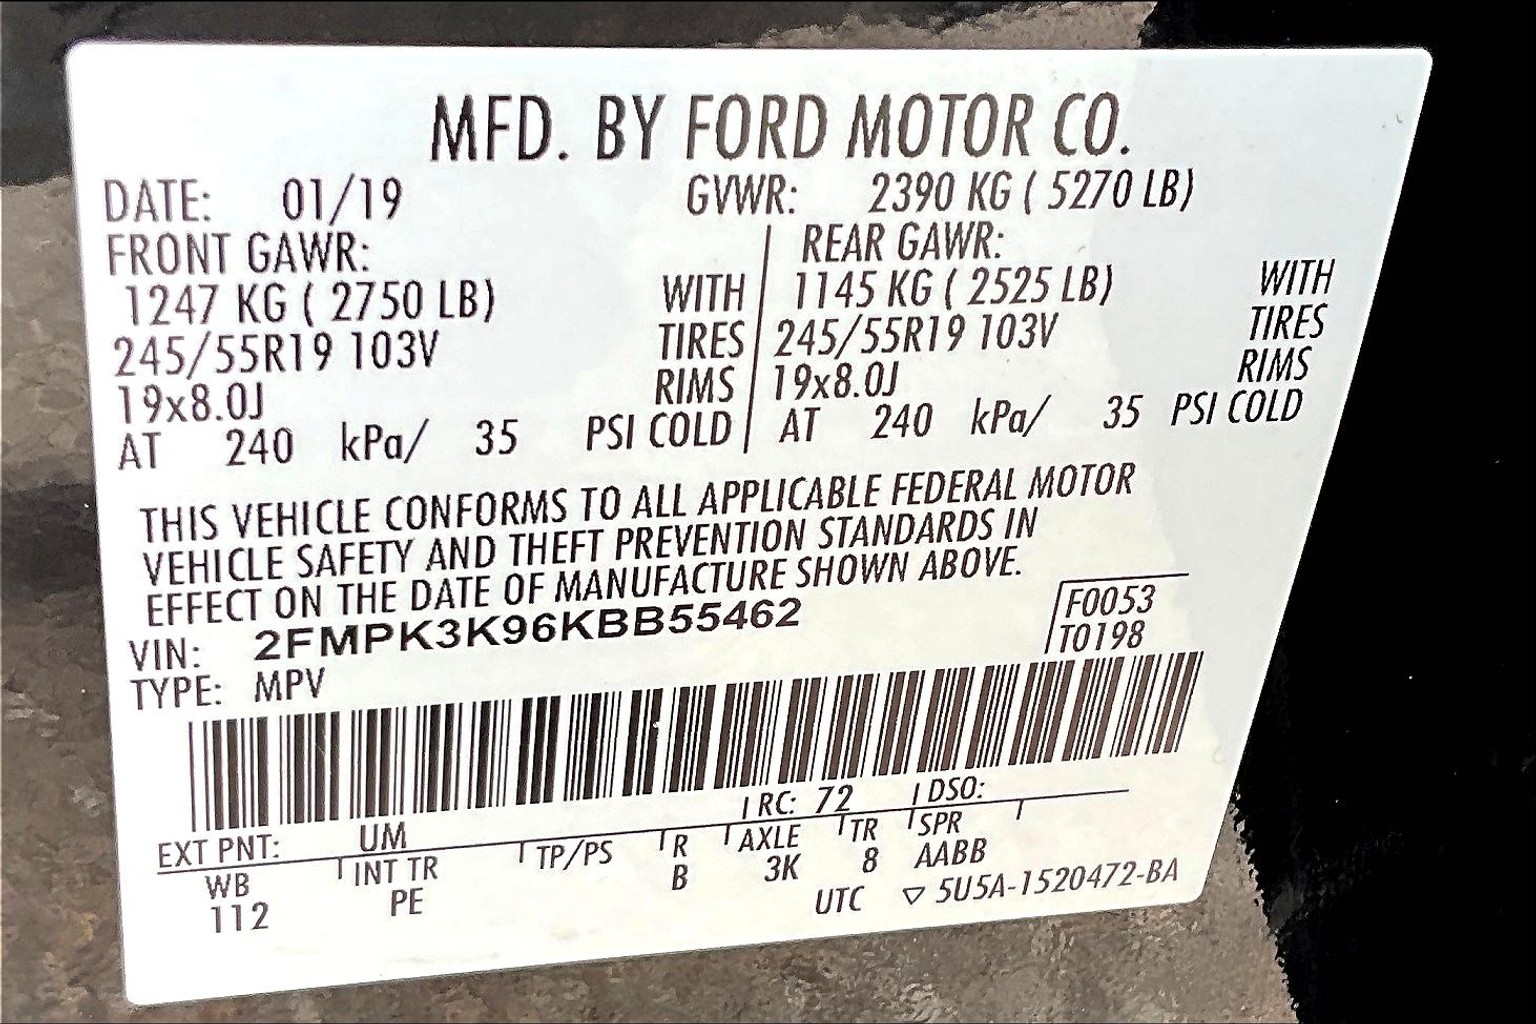 MFD. BY FORD MOTOR CO.
DATE: 01/19 GVWR: 2390 KG ( 5270 LB)
FRONT GAWR: REAR GAWR:
1247 KG ( 2750 LB) WITH 1145 KG ( 2525 LB) WITH
245/55R19 103V TIRES 245/55R19 103V TIRES
19x8.0J RIMS 19x8.0J RIMS
AT 240 kPa/ 35 PSI COLD AT 240 kPa/ 35 PSI COLD
THIS VEHICLE CONFORMS TO ALL APPLICABLE FEDERAL MOTOR
VEHICLE SAFETY AND THEFT PREVENTION STANDARDS IN
EFFECT ON THE DATE OF MANUFACTURE SHOWN ABOVE.
VIN: 2FMPK3K96KBB55462 F0053
TYPE: MPV T0198
EXT PNT: UM RC: 72 DSO:
WB INT TR TP/PS R AXLE TR SPR
112 PE B 3K 8 AABB
UTC ▽ 5U5A-1520472-BA